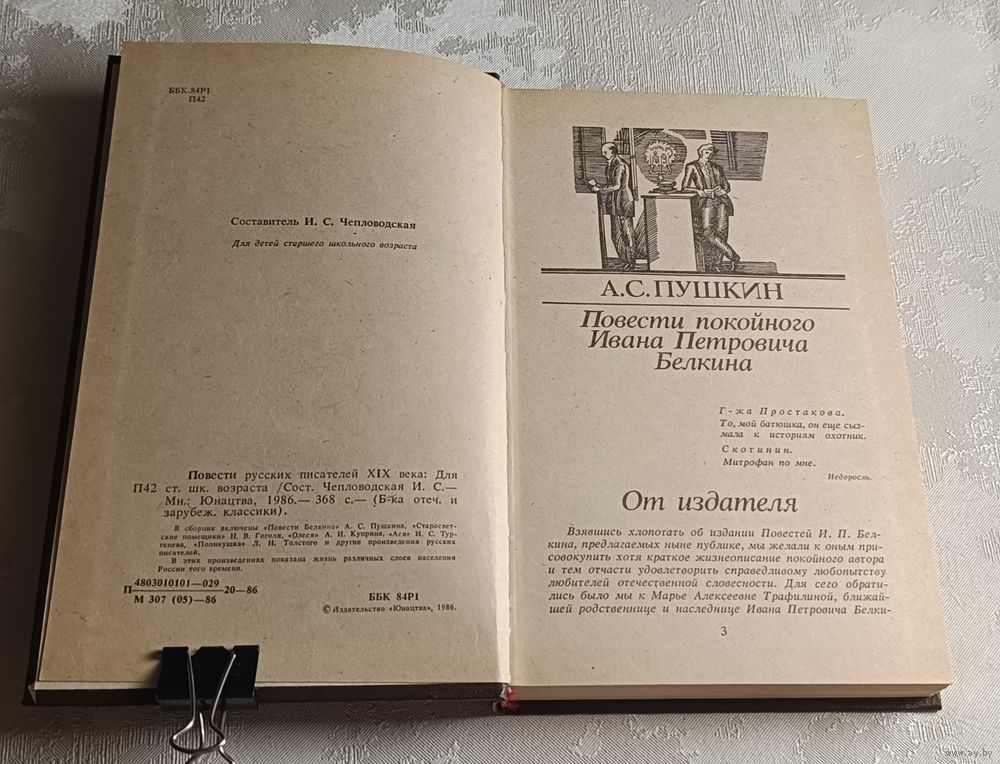 ББК.84Р1
П42
Составитель И. С. Чепловодская
Для детей старшего школьного возраста
Повести русских писателей XIX века: Для
П42 ст. шк. возраста /Сост. Чепловодская И. С.—
Мн.; Юнацтва, 1986.— 368 с.— (Б-ка отеч. и
зарубеж. классики).
В сборник включены «Повести Белкина» А. С. Пушкина, «Старосвет-
ские помещики» Н. В. Гоголя, «Олеся» А. И. Куприна, «Ася» И. С. Тур-
генева, «Поликушка» Л. Н. Толстого и другие произведения русских
писателей.
В этих произведениях показана жизнь различных слоев населения
России того времени.
П 4803010101—029 20—86
М 307 (05)—86
ББК 84Р1
© Издательство «Юнацтва», 1986.
А.С.ПУШКИН
Повести покойного
Ивана Петровича
Белкина
Г-жа Простакова.
То, мой батюшка, он еще сыз-
мала к историям охотник.
Скотинин.
Митрофан по мне.
Недоросль.
От издателя
Взявшись хлопотать об издании Повестей И. П. Бел-
кина, предлагаемых ныне публике, мы желали к оным при-
совокупить хотя краткое жизнеописание покойного автора
и тем отчасти удовлетворить справедливому любопытству
любителей отечественной словесности. Для сего обрати-
лись было мы к Марье Алексеевне Трафилиной, ближай-
шей родственнице и наследнице Ивана Петровича Белки-
3
www.ay.by